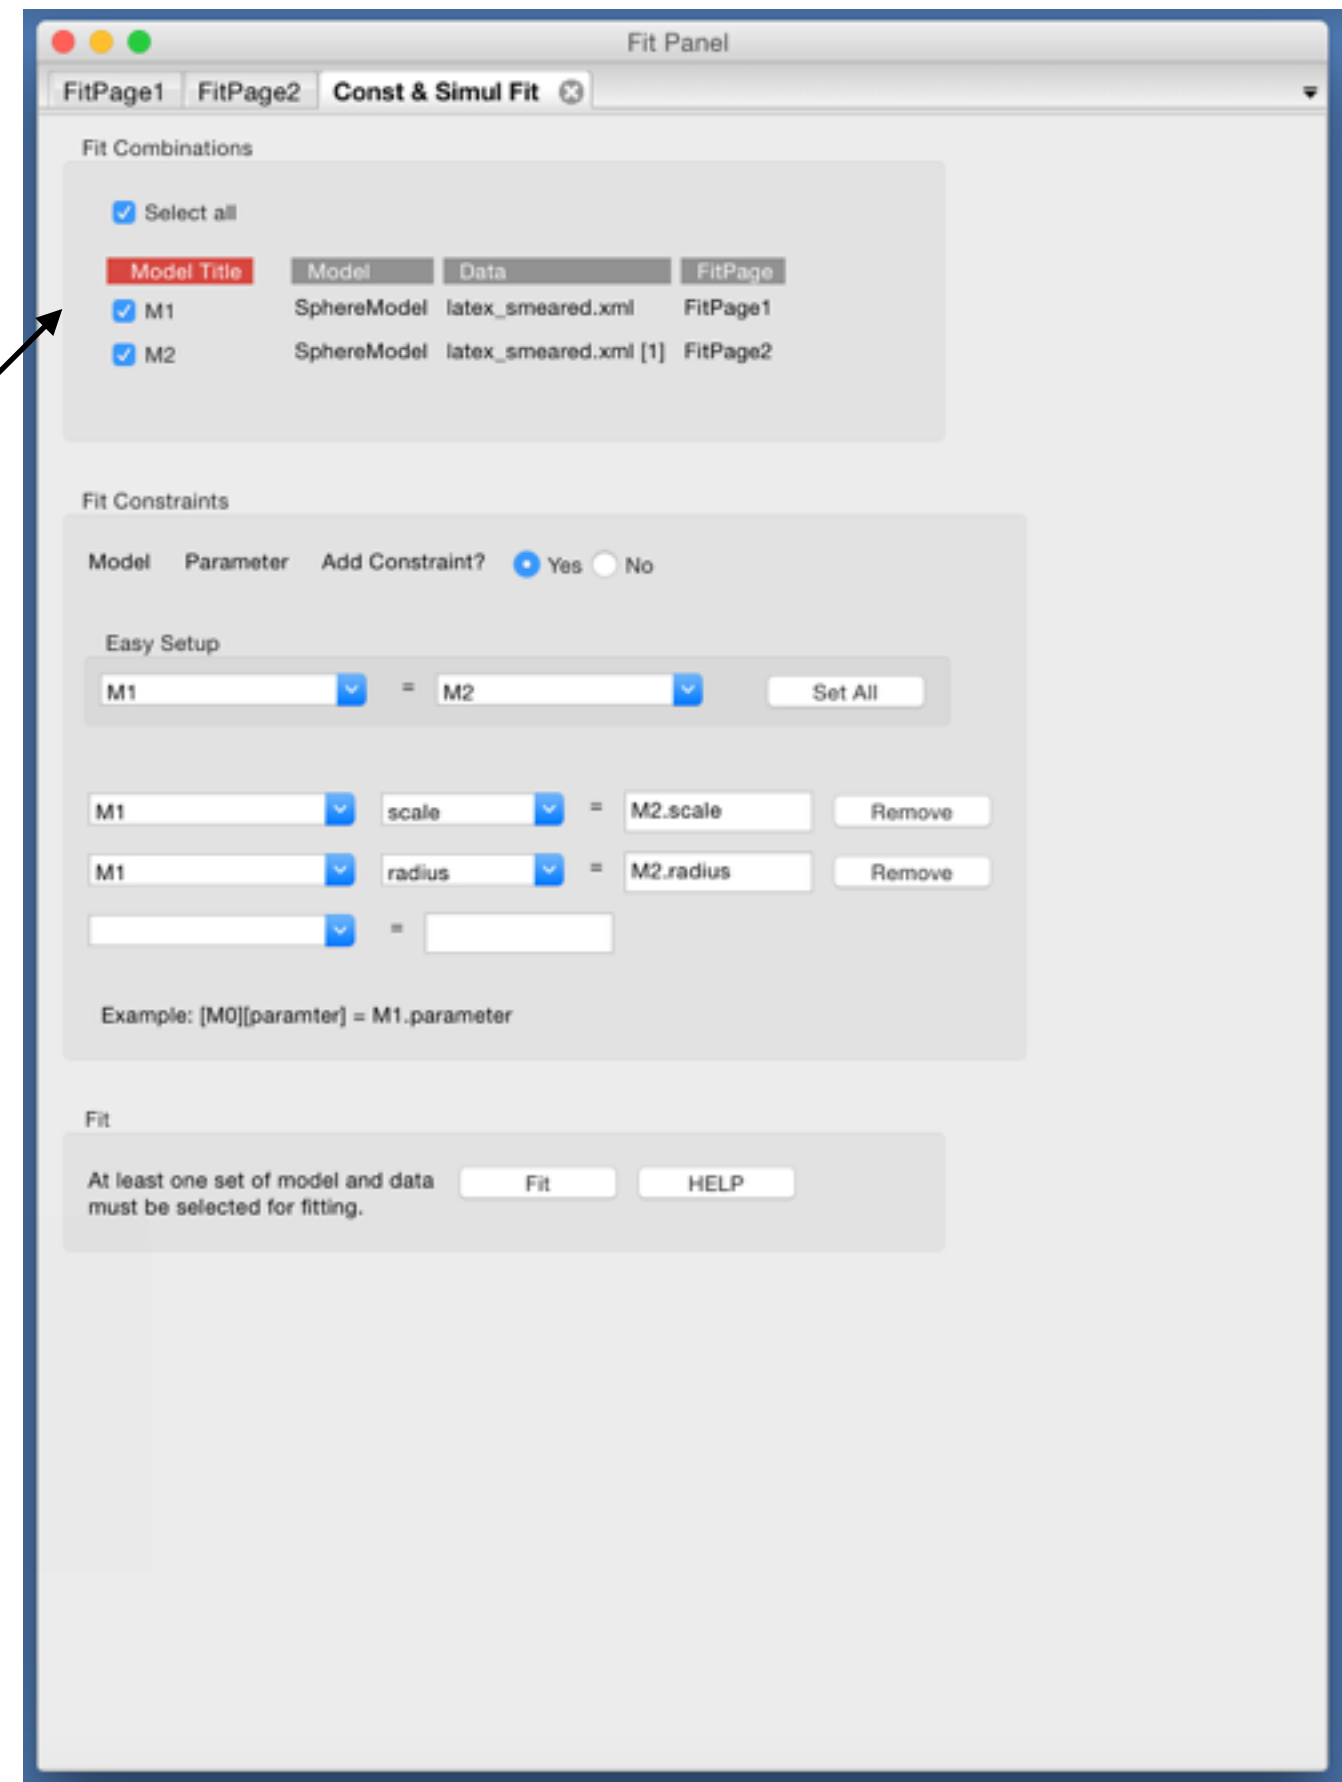 Fit Panel
FitPage1 FitPage2 Const & Simul Fit
Fit Combinations
Select all
Model Title Model Data FitPage
M1 SphereModel latex_smeared.xml FitPage1
M2 SphereModel latex_smeared.xml [1] FitPage2
Fit Constraints
Model Parameter Add Constraint? Yes No
Easy Setup
M1 = M2 Set All
M1 scale = M2.scale Remove
M1 radius = M2.radius Remove
=
Example: [M0][paramter] = M1.parameter
Fit
At least one set of model and data Fit HELP
must be selected for fitting.